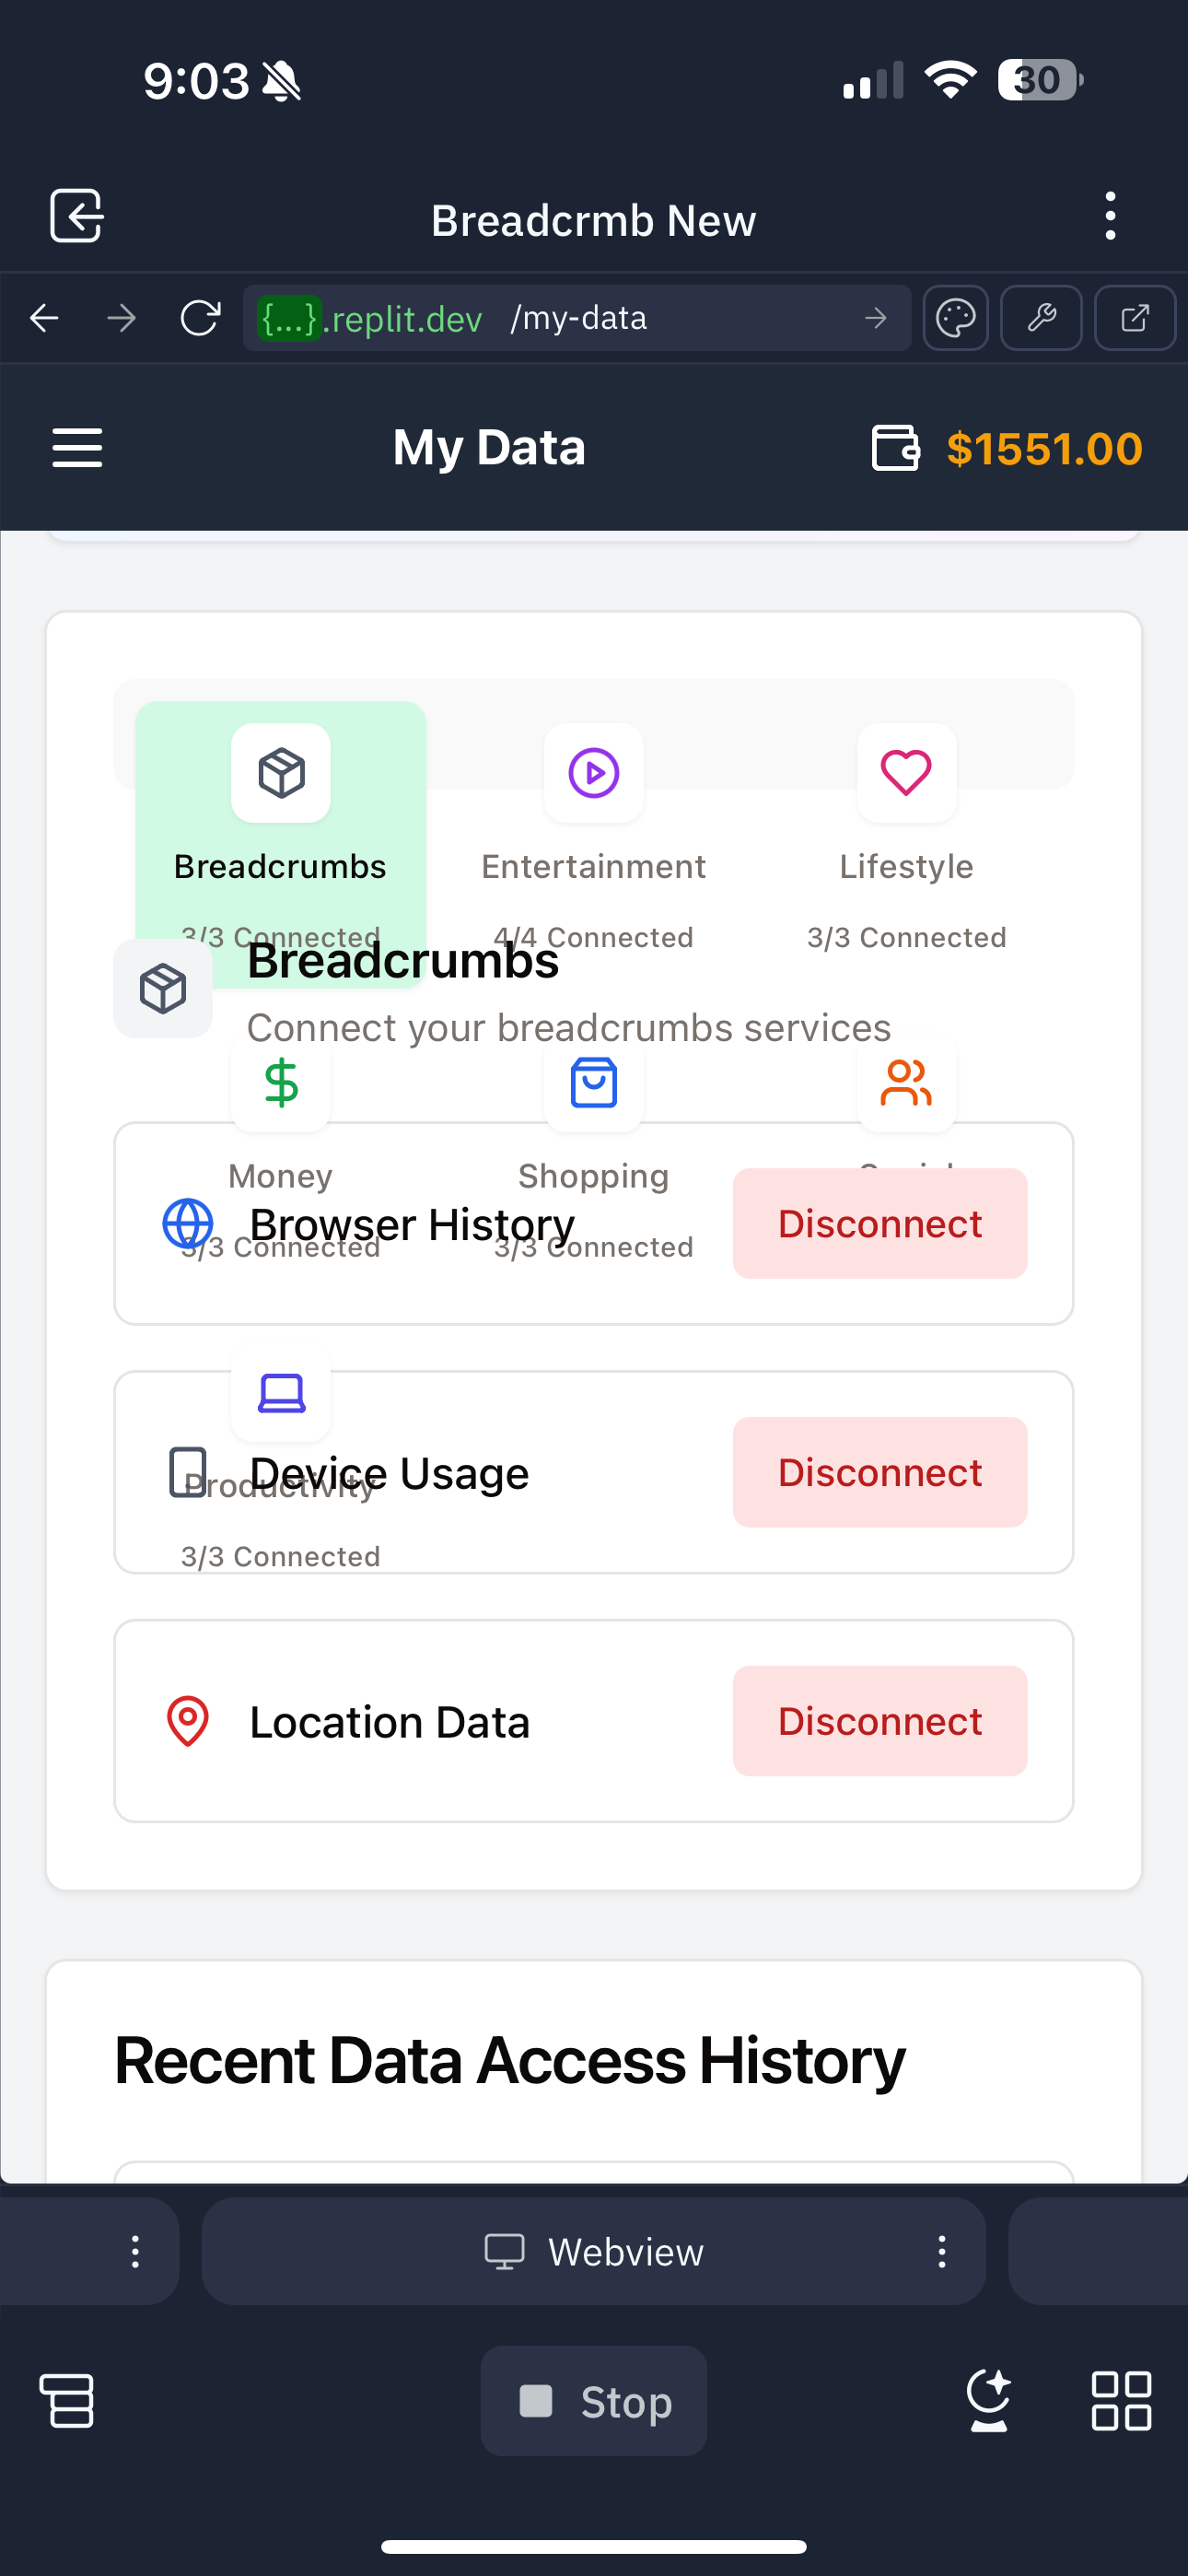 9:03
30
Breadcrmb New
{...}.replit.dev /my-data
My Data
$1551.00
Breadcrumbs
Entertainment
Lifestyle
3/3 Connected
4/4 Connected
3/3 Connected
Breadcrumbs
Connect your breadcrumbs services
Money
Shopping
Browser History
Disconnect
3/3 Connected
3/3 Connected
Device Usage
Disconnect
Productivity
3/3 Connected
Location Data
Disconnect
Recent Data Access History
Webview
Stop